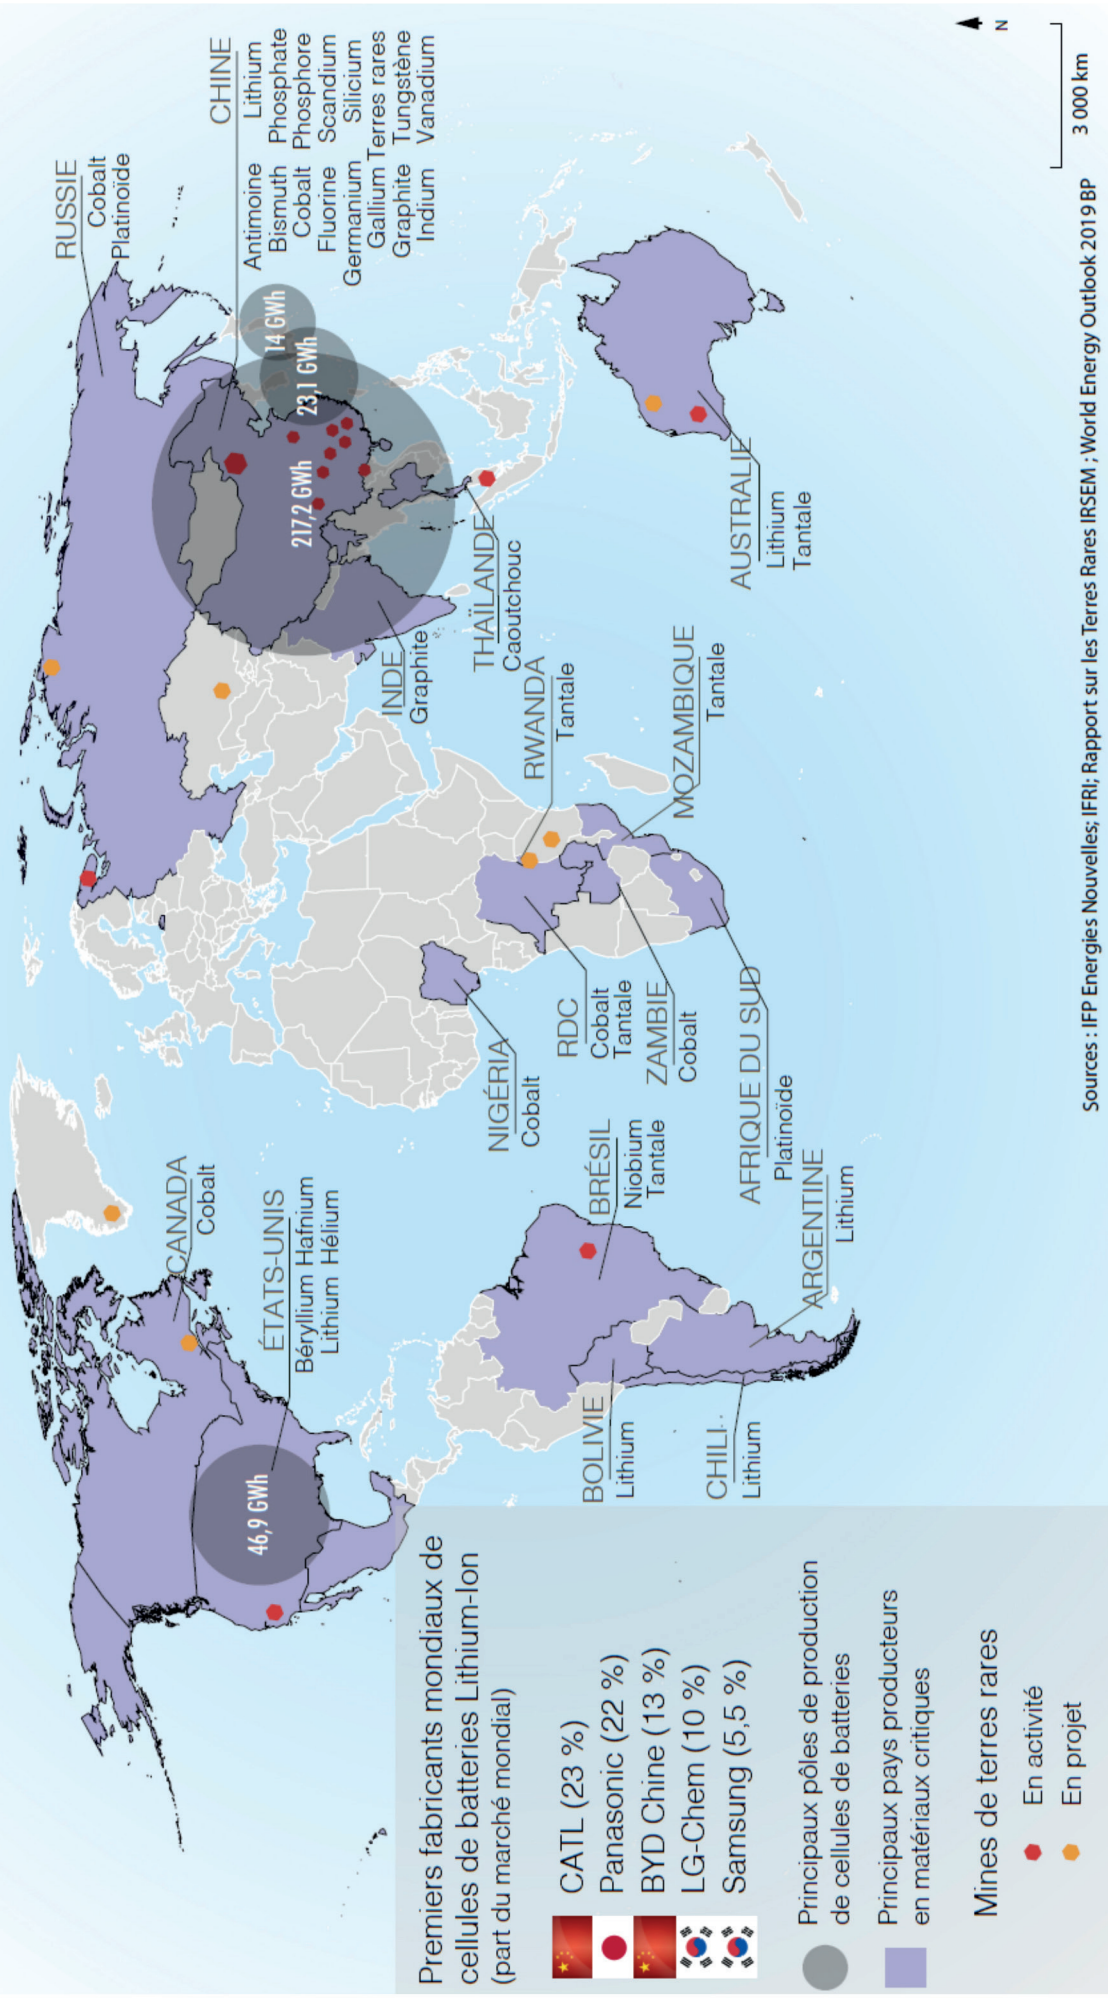 RUSSIE
Cobalt
Platinoïde
CHINE
Antimoine Lithium
Bismuth Phosphate
Cobalt Phosphore
Fluorine Scandium
Germanium Silicium
Gallium Terres rares
Graphite Tungstène
Indium Vanadium
CANADA
Cobalt
ÉTATS-UNIS
Béryllium Hafnium
Lithium Hélium
46,9 GWh
217,2 GWh
23,1 GWh
14 GWh
INDE
Graphite
THAÏLANDE
Caoutchouc
RWANDA
Tantale
NIGÉRIA
Cobalt
RDC
Cobalt
Tantale
ZAMBIE
Cobalt
MOZAMBIQUE
Tantale
AUSTRALIE
Lithium
Tantale
BRÉSIL
Niobium
Tantale
BOLIVIE
Lithium
CHILI
Lithium
AFRIQUE DU SUD
Platinoïde
ARGENTINE
Lithium
Premiers fabricants mondiaux de
cellules de batteries Lithium-Ion
(part du marché mondial)
CATL (23 %)
Panasonic (22 %)
BYD Chine (13 %)
LG-Chem (10 %)
Samsung (5,5 %)
Principaux pôles de production
de cellules de batteries
Principaux pays producteurs
en matériaux critiques
Mines de terres rares
En activité
En projet
N
3 000 km
Sources : IFP Energies Nouvelles; IFRI; Rapport sur les Terres Rares IRSEM ; World Energy Outlook 2019 BP